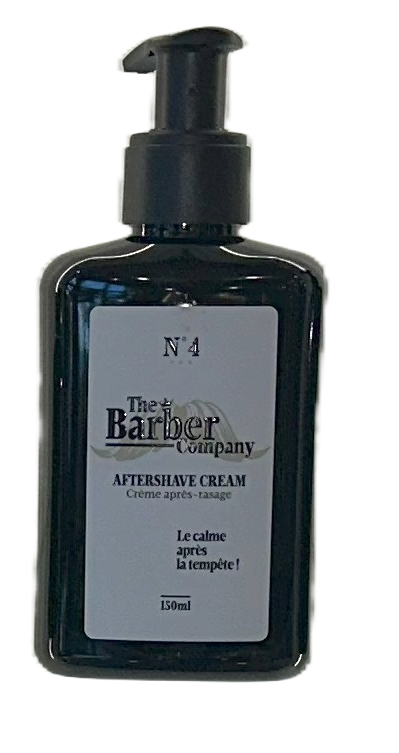 N°4
The
Barber
Company
AFTERSHAVE CREAM
Crème après-rasage
Le calme
après
la tempête !
150ml